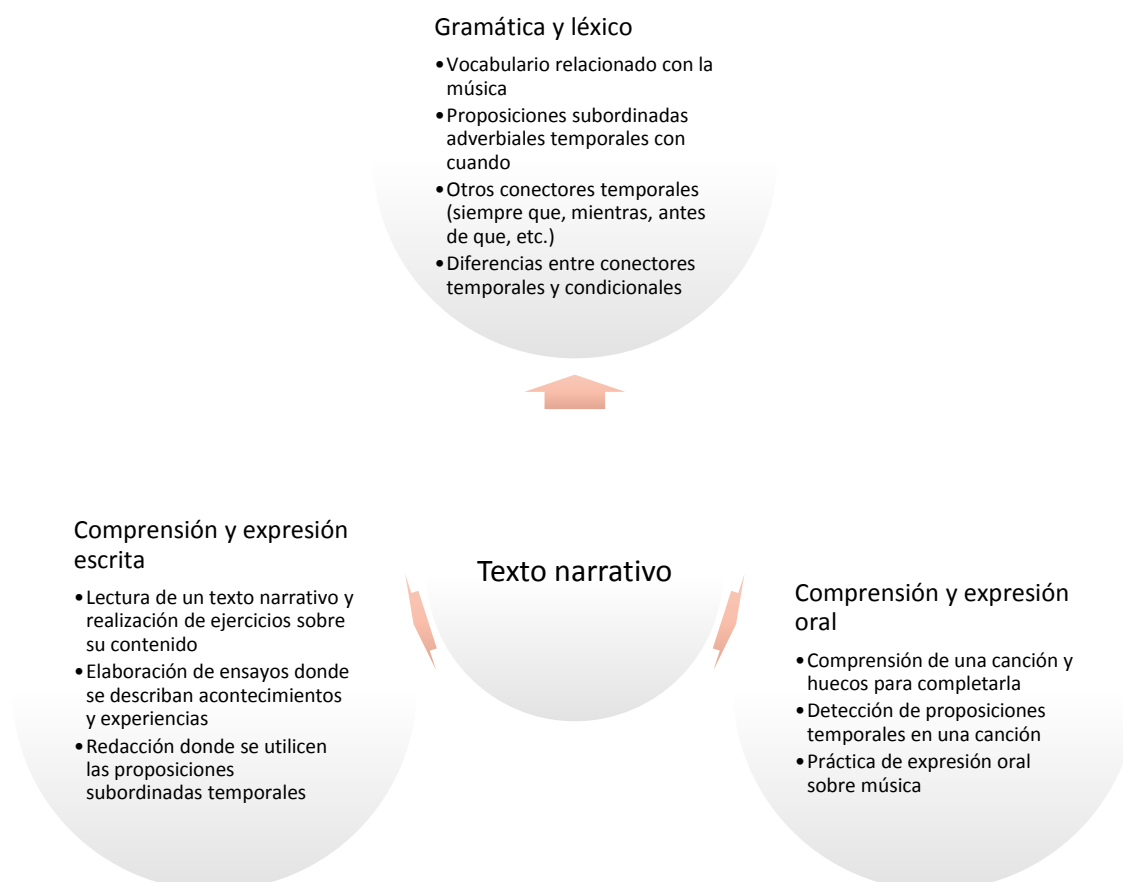 Gramática y léxico
•Vocabulario relacionado con la
música
•Proposiciones subordinadas
adverbiales temporales con
cuando
•Otros conectores temporales
(siempre que, mientras, antes
de que, etc.)
•Diferencias entre conectores
temporales y condicionales
Comprensión y expresión
escrita
•Lectura de un texto narrativo y
realización de ejercicios sobre
su contenido
•Elaboración de ensayos donde
se describan acontecimientos
y experiencias
•Redacción donde se utilicen
las proposiciones
subordinadas temporales
Texto narrativo
Comprensión y expresión
oral
•Comprensión de una canción y
huecos para completarla
•Detección de proposiciones
temporales en una canción
•Práctica de expresión oral
sobre música